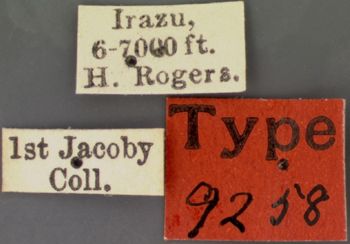 Irazu,
6-7000 ft.
H. Rogers.
1st Jacoby
Coll.
Type
9258